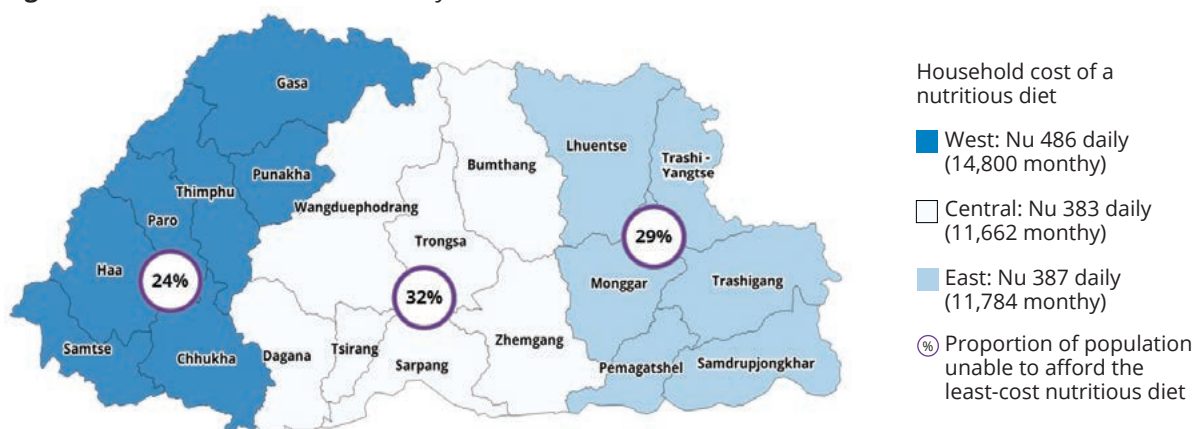 Gasa
Lhuentse
Trashi -
Yangtse
Bumthang
Punakha
Thimphu
Wangduephodrang
Paro
Trongsa
29%
Haa
24%
32%
Monggar
Trashigang
Samtse
Chhukha
Dagana
Tsirang
Sarpang
Zhemgang
Pemagatshel
Samdrupjongkhar
Household cost of a
nutritious diet
West: Nu 486 daily
(14,800 monthy)
Central: Nu 383 daily
(11,662 monthy)
East: Nu 387 daily
(11,784 monthy)
% Proportion of population
unable to afford the
least-cost nutritious diet